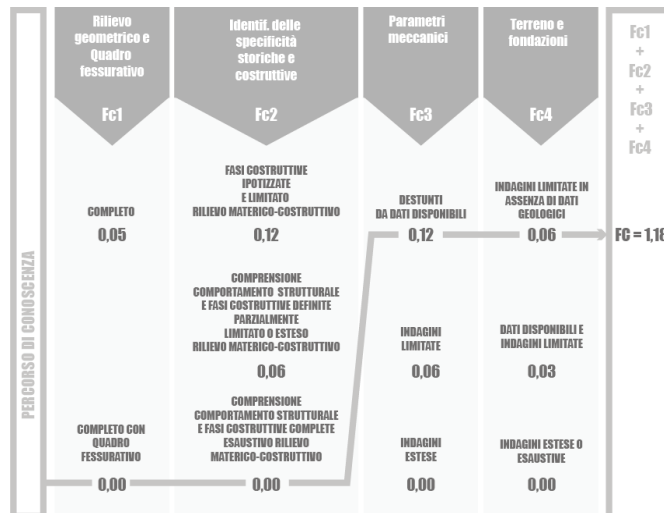 PERCORSO DI CONOSCENZA
Rilievo
geometrico e
Quadro
fessurativo
Fc1
COMPLETO
0,05
COMPLETO CON
QUADRO
FESSURATIVO
0,00
Identif. delle
specificità
storiche e
costruttive
Fc2
FASI COSTRUTTIVE
IPOTIZZATE
E LIMITATO
RILIEVO MATERICO-COSTRUTTIVO
0,12
COMPRENSIONE
COMPORTAMENTO STRUTTURALE
E FASI COSTRUTTIVE DEFINITE
PARZIALMENTE
LIMITATO O ESTESO
RILIEVO MATERICO-COSTRUTTIVO
0,06
COMPRENSIONE
COMPORTAMENTO STRUTTURALE
E FASI COSTRUTTIVE COMPLETE
ESAUSTIVO RILIEVO
MATERICO-COSTRUTTIVO
0,00
Parametri
meccanici
Fc3
DESTUNTI
DA DATI DISPONIBILI
0,12
INDAGINI
LIMITATE
0,06
INDAGINI
ESTESE
0,00
Terreno e
fondazioni
Fc4
INDAGINI LIMITATE IN
ASSENZA DI DATI
GEOLOGICI
0,06
DATI DISPONIBILI E
INDAGINI LIMITATE
0,03
INDAGINI ESTESE O
ESAUSTIVE
0,00
Fc1
+
Fc2
+
Fc3
+
Fc4
FC = 1,18